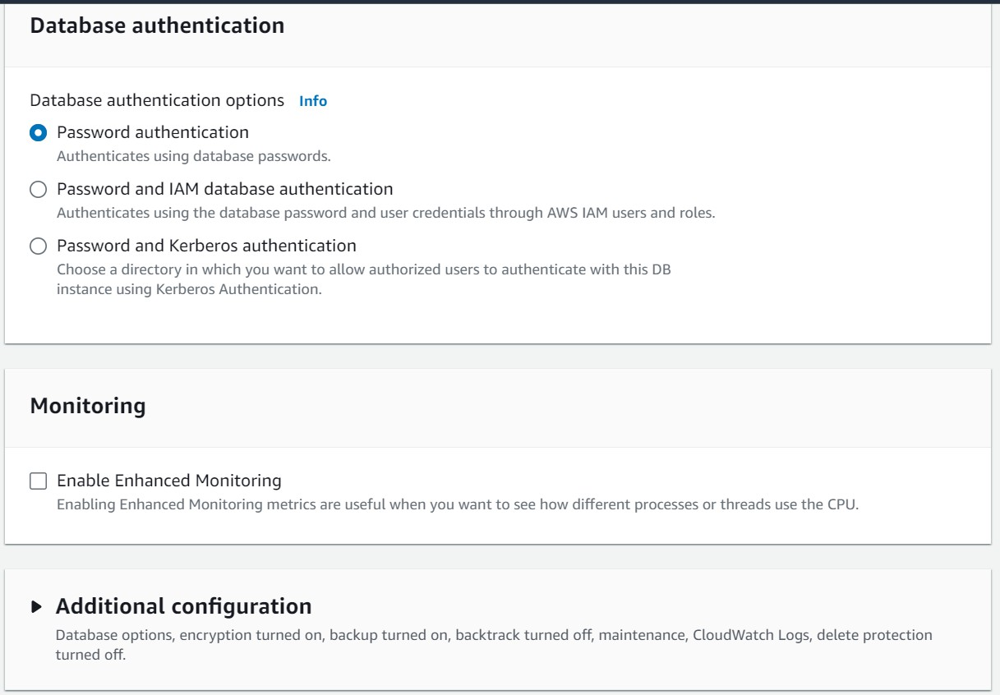 Database authentication
Database authentication options Info
Password authentication
Authenticates using database passwords.
Password and IAM database authentication
Authenticates using the database password and user credentials through AWS IAM users and roles.
Password and Kerberos authentication
Choose a directory in which you want to allow authorized users to authenticate with this DB
instance using Kerberos Authentication.
Monitoring
Enable Enhanced Monitoring
Enabling Enhanced Monitoring metrics are useful when you want to see how different processes or threads use the CPU.
Additional configuration
Database options, encryption turned on, backup turned on, backtrack turned off, maintenance, CloudWatch Logs, delete protection
turned off.